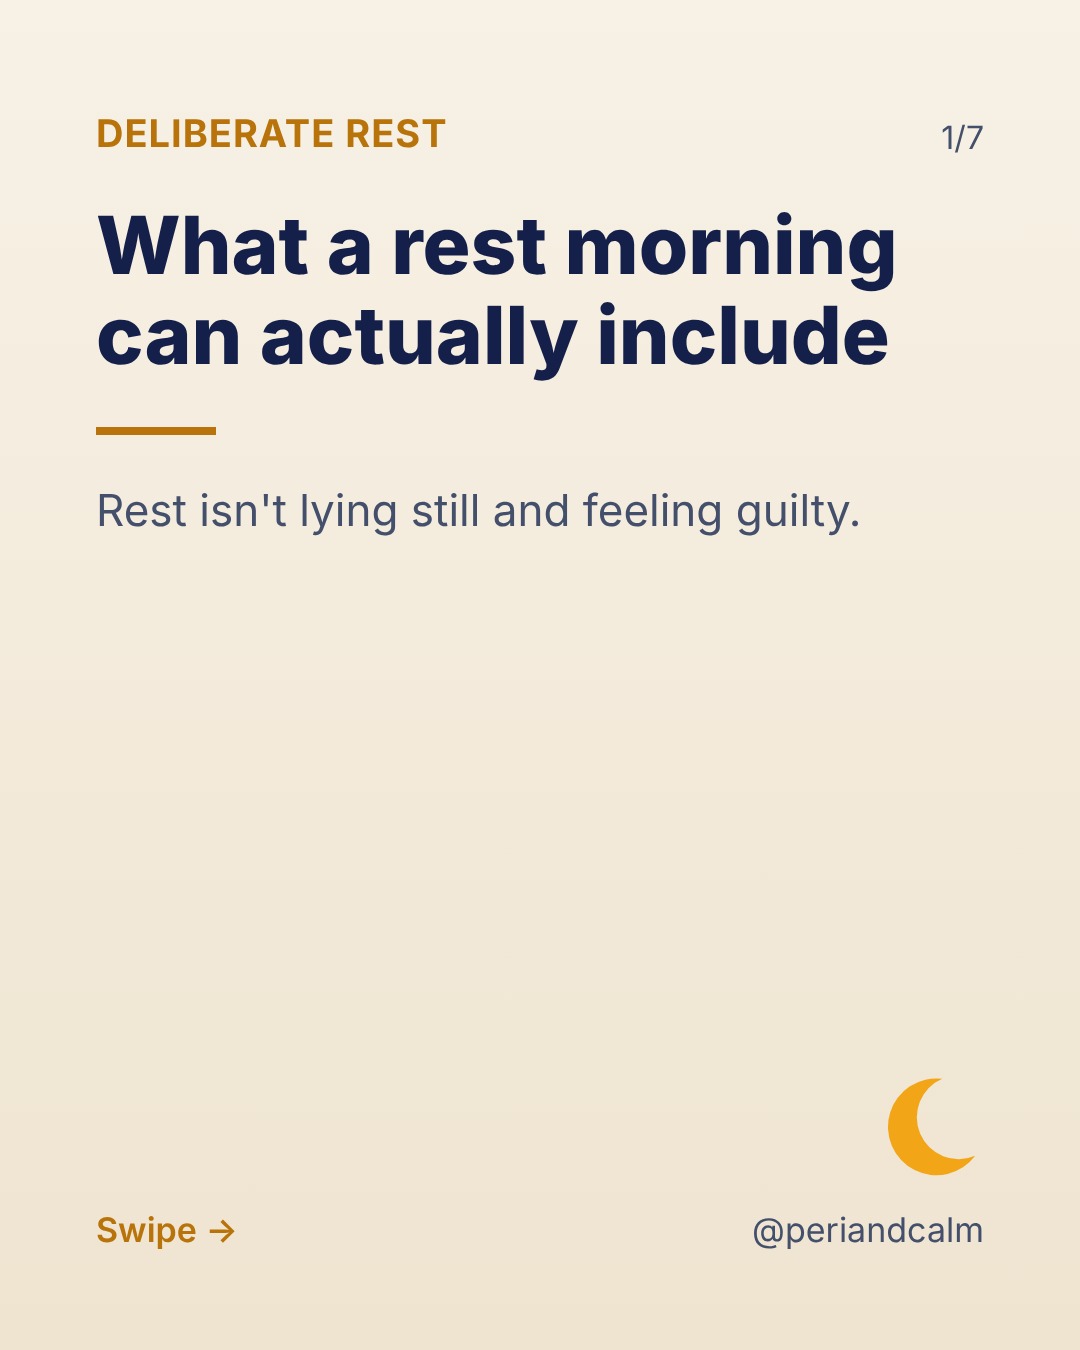 DELIBERATE REST
1/7
What a rest morning
can actually include
Rest isn't lying still and feeling guilty.
Swipe →
@periandcalm